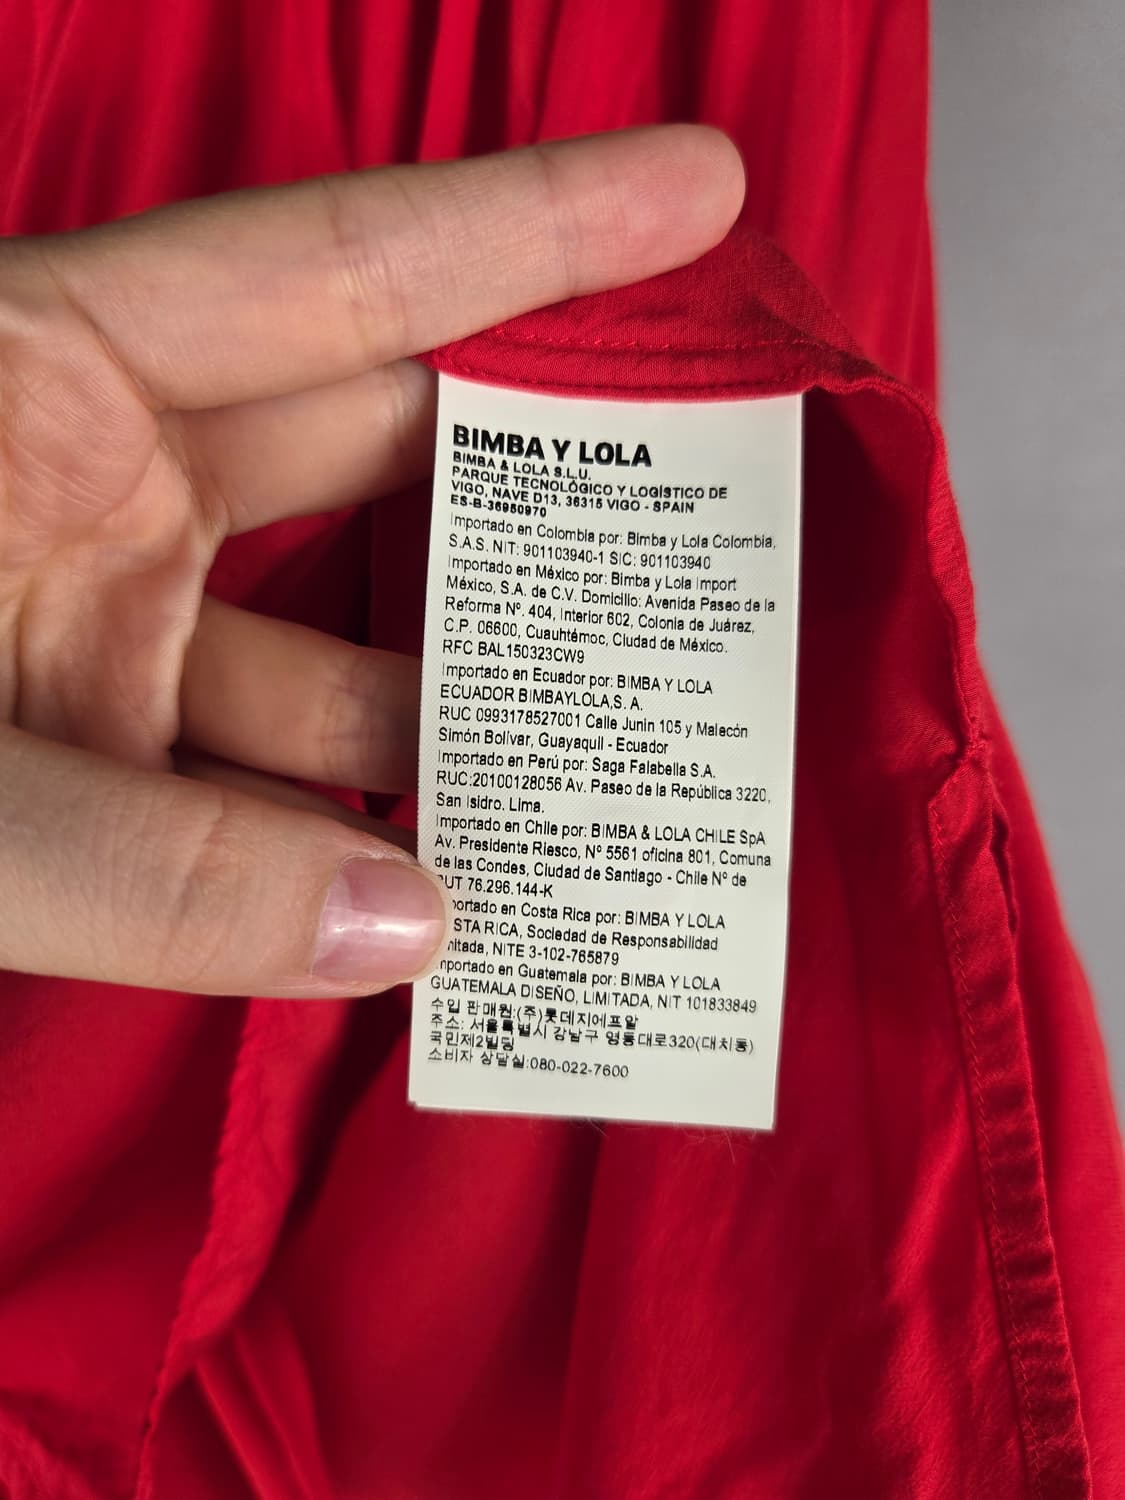 BIMBA Y LOLA
BIMBA & LOLA S.L.U.
PARQUE TECNOLÓGICO Y LOGÍSTICO DE
VIGO, NAVE D13, 36315 VIGO - SPAIN
ES-B-36950970
Importado en Colombia por: Bimba y Lola Colombia,
S.A.S. NIT: 901103940-1 SIC: 901103940
Importado en México por: Bimba y Lola Import
México, S.A. de C.V. Domicilio: Avenida Paseo de la
Reforma Nº. 404, Interior 602, Colonia de Juárez,
C.P. 06600, Cuauhtémoc, Ciudad de México.
RFC BAL150323CW9
Importado en Ecuador por: BIMBA Y LOLA
ECUADOR BIMBAYLOLA,S. A.
RUC 0993178527001 Calle Junin 105 y Malecón
Simón Bolívar, Guayaquil - Ecuador
Importado en Perú por: Saga Falabella S.A.
RUC:20100128056 Av. Paseo de la República 3220,
San Isidro. Lima.
Importado en Chile por: BIMBA & LOLA CHILE SpA
Av. Presidente Riesco, Nº 5561 oficina 801, Comuna
de las Condes, Ciudad de Santiago - Chile Nº de
RUT 76.296.144-K
portado en Costa Rica por: BIMBA Y LOLA
STA RICA, Sociedad de Responsabilidad
mitada, NITE 3-102-765879
mportado en Guatemala por: BIMBA Y LOLA
GUATEMALA DISEÑO, LIMITADA, NIT 101833849
수입 판매원:(주)롯데지에프알
주소: 서울특별시 강남구 영동대로320(대치동)
국민제2빌딩
소비자 상담실:080-022-7600